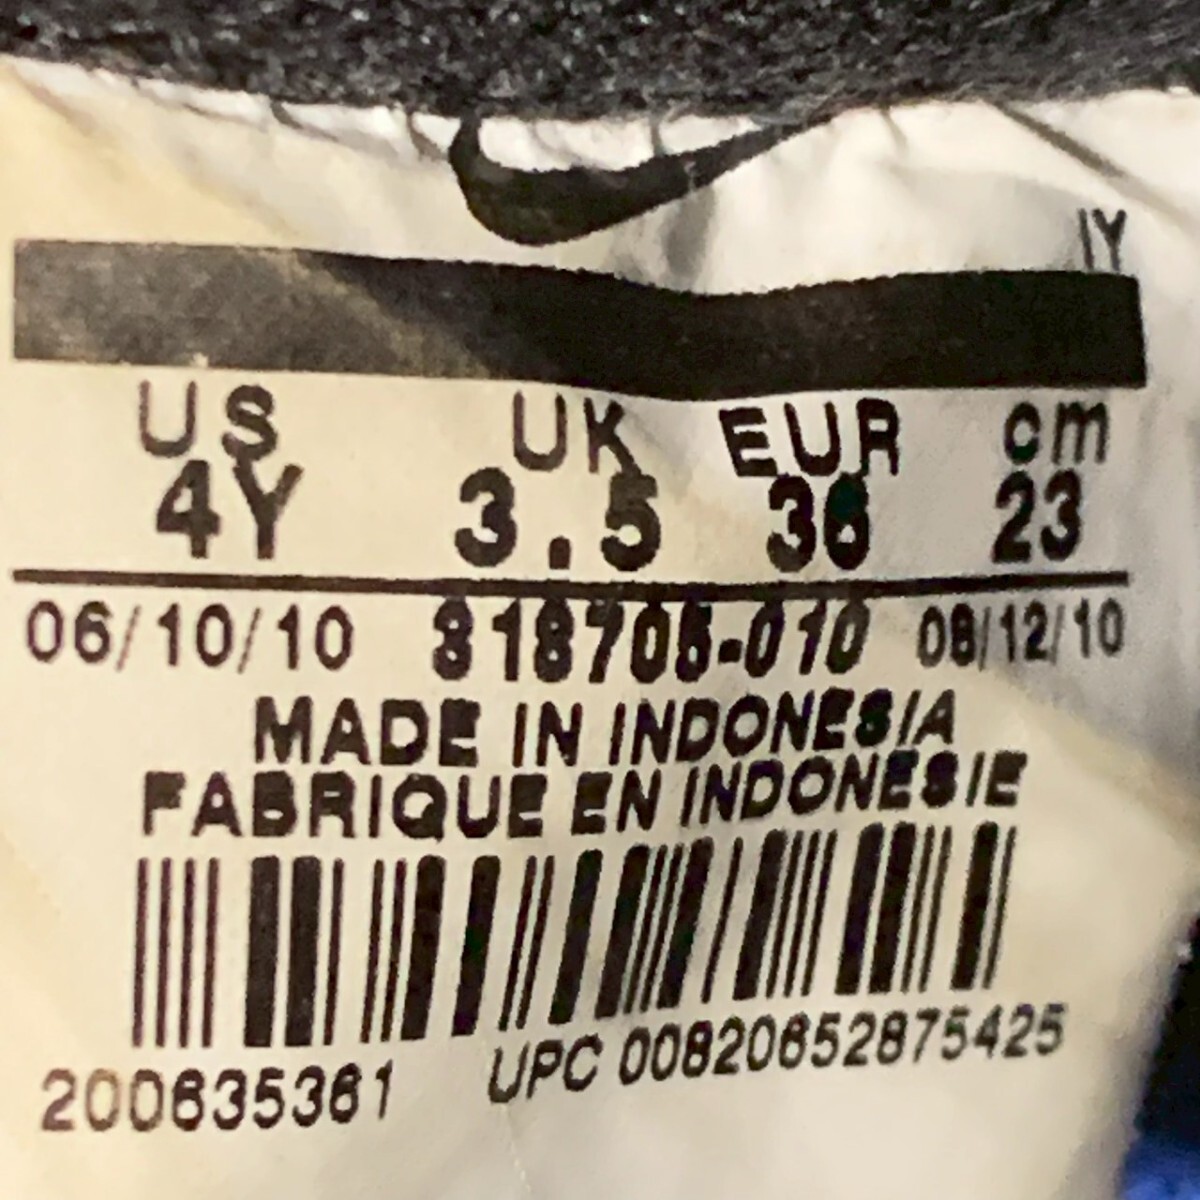 IY
US UK EUR cm
4Y 3.5 36 23
06/10/10 318705-010 08/12/10
MADE IN INDONESIA
FABRIQUE EN INDONESIE
200635361 UPC 00820652875425